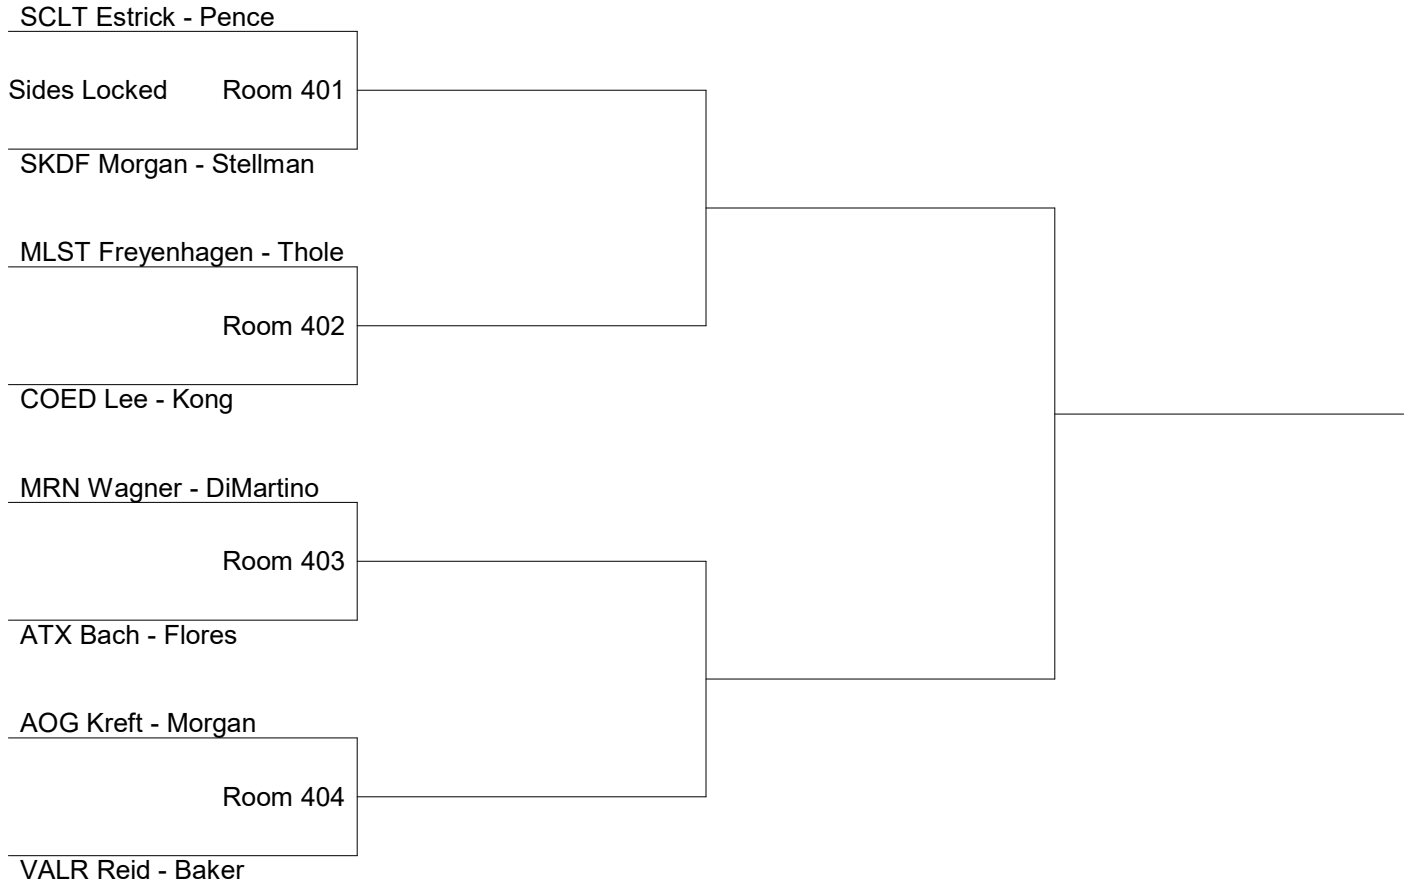 SCLT Estrick - Pence
Sides Locked Room 401
SKDF Morgan - Stellman
MLST Freyenhagen - Thole
Room 402
COED Lee - Kong
MRN Wagner - DiMartino
Room 403
ATX Bach - Flores
AOG Kreft - Morgan
Room 404
VALR Reid - Baker